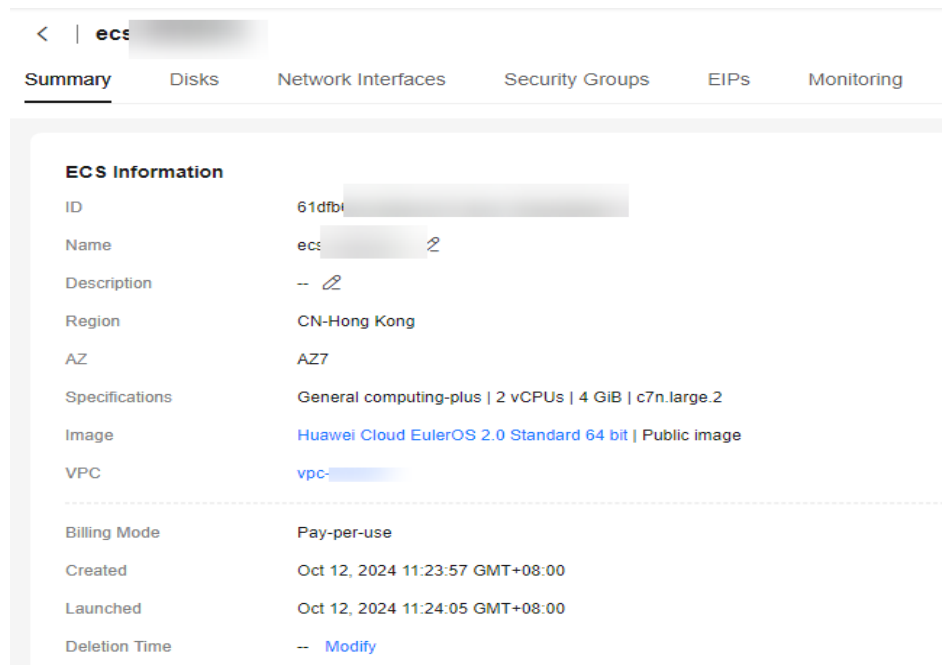 ecs
Summary Disks Network Interfaces Security Groups EIPs Monitoring
ECS Information
ID 61dfb
Name ecs
Description --
Region CN-Hong Kong
AZ AZ7
Specifications General computing-plus | 2 vCPUs | 4 GiB | c7n.large.2
Image Huawei Cloud EulerOS 2.0 Standard 64 bit | Public image
VPC vpc-
Billing Mode Pay-per-use
Created Oct 12, 2024 11:23:57 GMT+08:00
Launched Oct 12, 2024 11:24:05 GMT+08:00
Deletion Time -- Modify